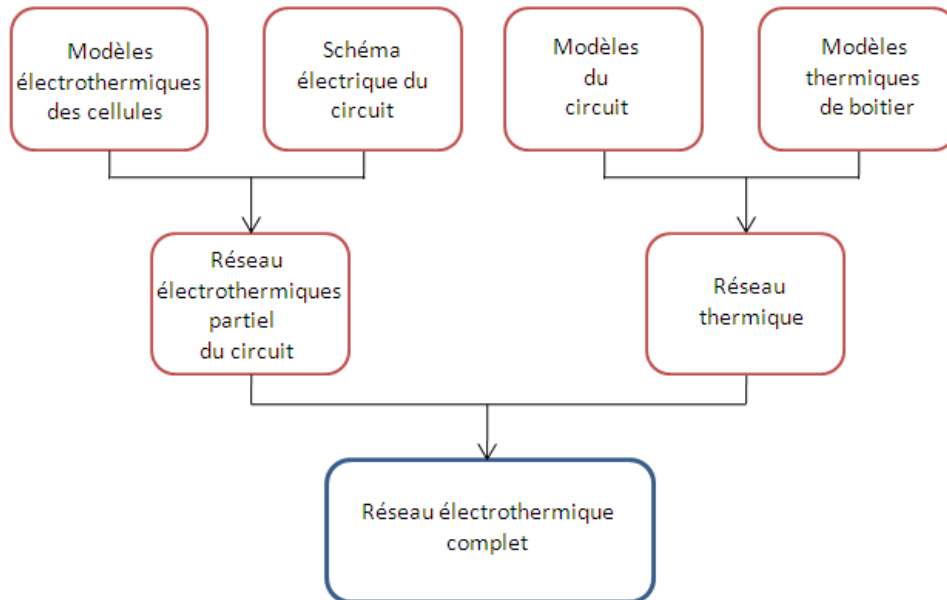 Modèles
électrothermiques
des cellules
Schéma
électrique du
circuit
Modèles
du
circuit
Modèles
thermiques
de boitier
Réseau
électrothermiques
partiel
du circuit
Réseau
thermique
Réseau électrothermique
complet